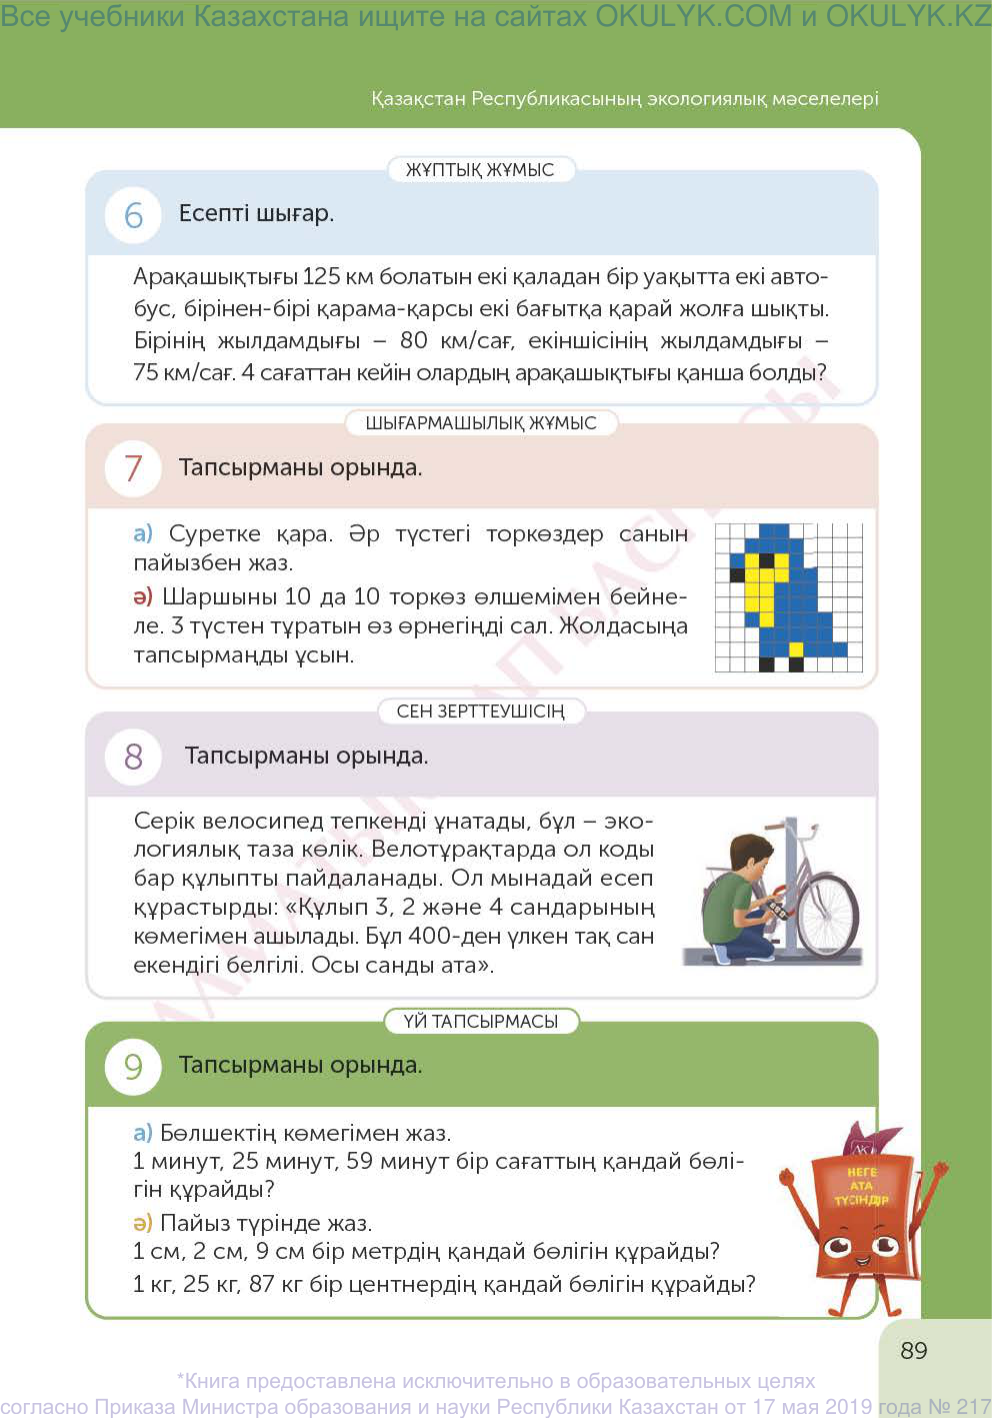 Все учебники Казахстана ищите на сайтах OKULYK.COM и OKULYK.KZ
Қазақстан Республикасының экологиялық мәселелері
ЖҰПТЫҚ ЖҰМЫС
6 Есепті шығар.
Арақашықтығы 125 км болатын екі қаладан бір уақытта екі авто-
бус, бірінен-бірі қарама-қарсы екі бағытқа қарай жолға шықты.
Бірінің жылдамдығы – 80 км/сағ, екіншісінің жылдамдығы –
75 км/сағ. 4 сағаттан кейін олардың арақашықтығы қанша болды?
ШЫҒАРМАШЫЛЫҚ ЖҰМЫС
7 Тапсырманы орында.
а) Суретке қара. Әр түстегі торкөздер санын
пайызбен жаз.
ә) Шаршыны 10 да 10 торкөз өлшемімен бейне-
ле. 3 түстен тұратын өз өрнегіңді сал. Жолдасыңа
тапсырмаңды ұсын.
СЕН ЗЕРТТЕУШІСІҢ
8 Тапсырманы орында.
Серік велосипед тепкенді ұнатады, бұл – эко-
логиялық таза көлік. Велотұрақтарда ол коды
бар құлыпты пайдаланады. Ол мынадай есеп
құрастырды: «Құлып 3, 2 және 4 сандарының
көмегімен ашылады. Бұл 400-ден үлкен тақ сан
екендігі белгілі. Осы санды ата».
ҮЙ ТАПСЫРМАСЫ
9 Тапсырманы орында.
а) Бөлшектің көмегімен жаз.
1 минут, 25 минут, 59 минут бір сағаттың қандай бөлі-
гін құрайды?
ә) Пайыз түрінде жаз.
1 см, 2 см, 9 см бір метрдің қандай бөлігін құрайды?
1 кг, 25 кг, 87 кг бір центнердің қандай бөлігін құрайды?
НЕГЕ
АТА
ТҮСІНДІР
89
*Книга предоставлена исключительно в образовательных целях
согласно Приказа Министра образования и науки Республики Казахстан от 17 мая 2019 года № 217